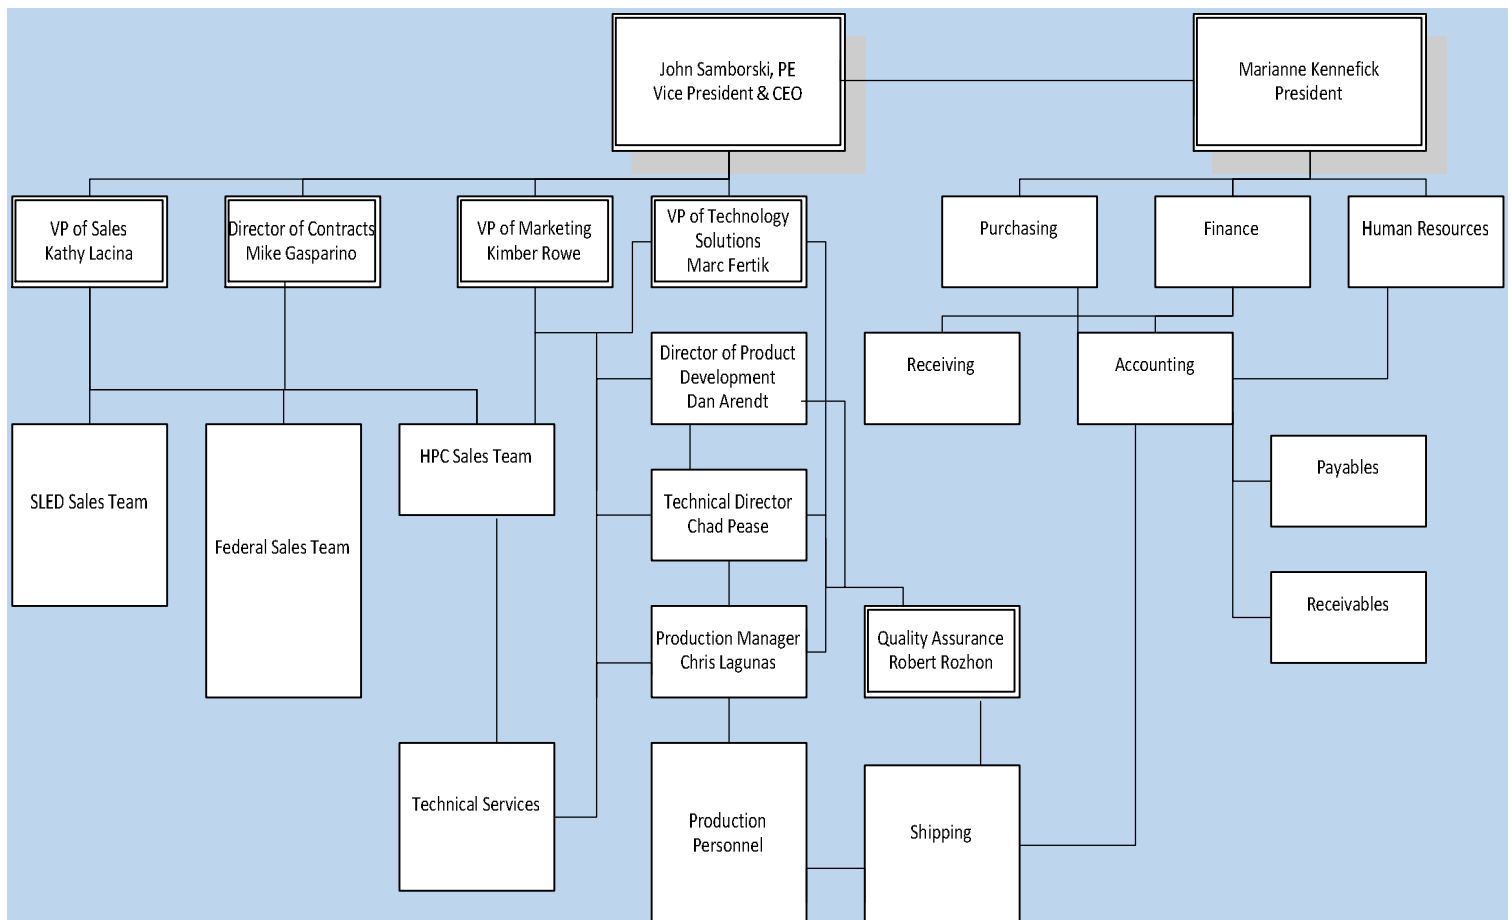 John Samborski, PE
Vice President & CEO
Marianne Kennefick
President
VP of Sales
Kathy Lacina
Director of Contracts
Mike Gasparino
VP of Marketing
Kimber Rowe
VP of Technology
Solutions
Marc Fertik
Purchasing
Finance
Human Resources
Director of Product
Development
Dan Arendt
Receiving
Accounting
SLED Sales Team
Federal Sales Team
HPC Sales Team
Technical Director
Chad Pease
Payables
Production Manager
Chris Lagunas
Quality Assurance
Robert Rozhon
Receivables
Technical Services
Production
Personnel
Shipping